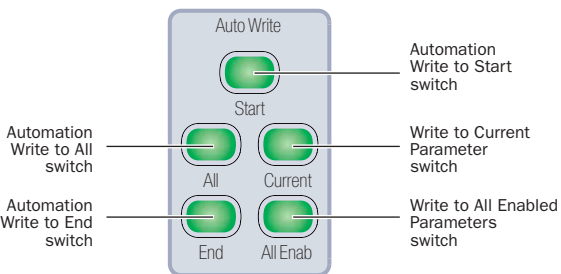 Auto Write
Automation
Write to Start
switch
Start
Automation
Write to All
switch
Write to Current
Parameter
switch
All
Current
Automation
Write to End
switch
Write to All Enabled
Parameters
switch
End
All Enab